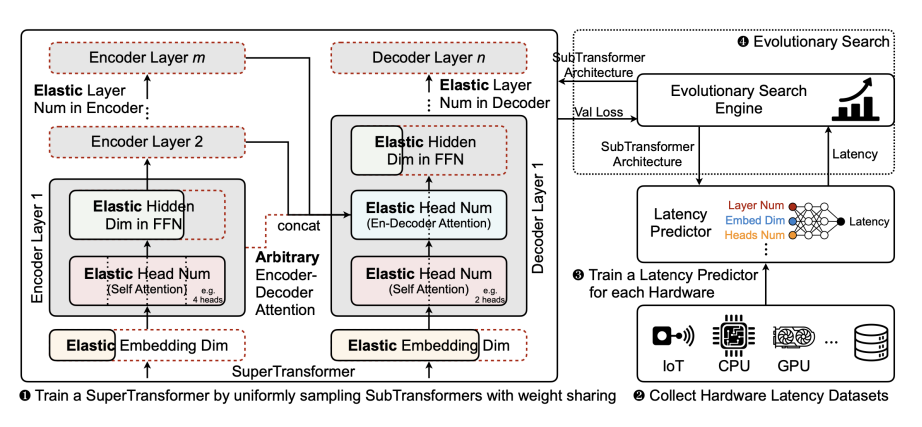 Encoder Layer m
Elastic Layer
Num in Encoder
Encoder Layer 2
Encoder Layer 1
Elastic Hidden
Dim in FFN
Elastic Head Num
(Self Attention)
e.g.
4 heads
Elastic Embedding Dim
concat
Arbitrary
Encoder-
Decoder
Attention
SuperTransformer
Decoder Layer n
Elastic Layer
Num in Decoder
Decoder Layer 1
Elastic Hidden
Dim in FFN
Elastic Head Num
(En-Decoder Attention)
Elastic Head Num
(Self Attention)
e.g.
2 heads
Elastic Embedding Dim
❶ Train a SuperTransformer by uniformly sampling SubTransformers with weight sharing
❹ Evolutionary Search
SubTransformer
Architecture
Val Loss
Evolutionary Search
Engine
SubTransformer
Architecture
Latency
Latency
Predictor
Layer Num
Embed Dim
Heads Num
Latency
❸ Train a Latency Predictor
for each Hardware
IoT
CPU
GPU
...
❷ Collect Hardware Latency Datasets